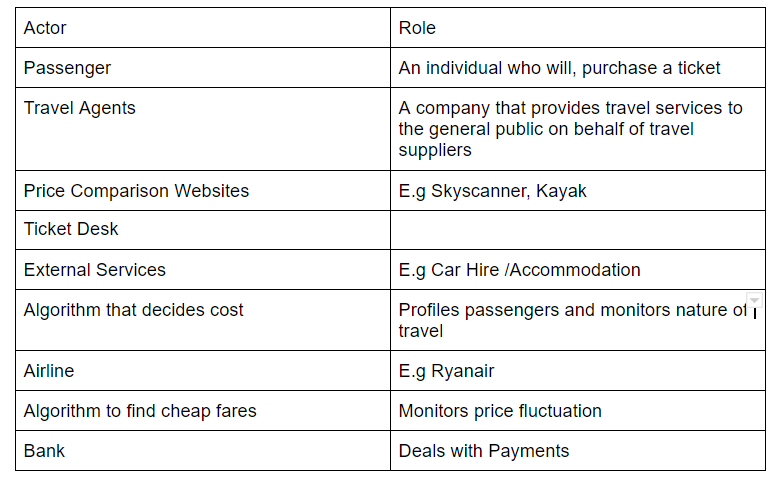 Actor
Role
Passenger
An individual who will, purchase a ticket
Travel Agents
A company that provides travel services to
the general public on behalf of travel
suppliers
Price Comparison Websites
E.g Skyscanner, Kayak
Ticket Desk
External Services
E.g Car Hire /Accommodation
Algorithm that decides cost
Profiles passengers and monitors nature of
travel
Airline
E.g Ryanair
Algorithm to find cheap fares
Monitors price fluctuation
Bank
Deals with Payments